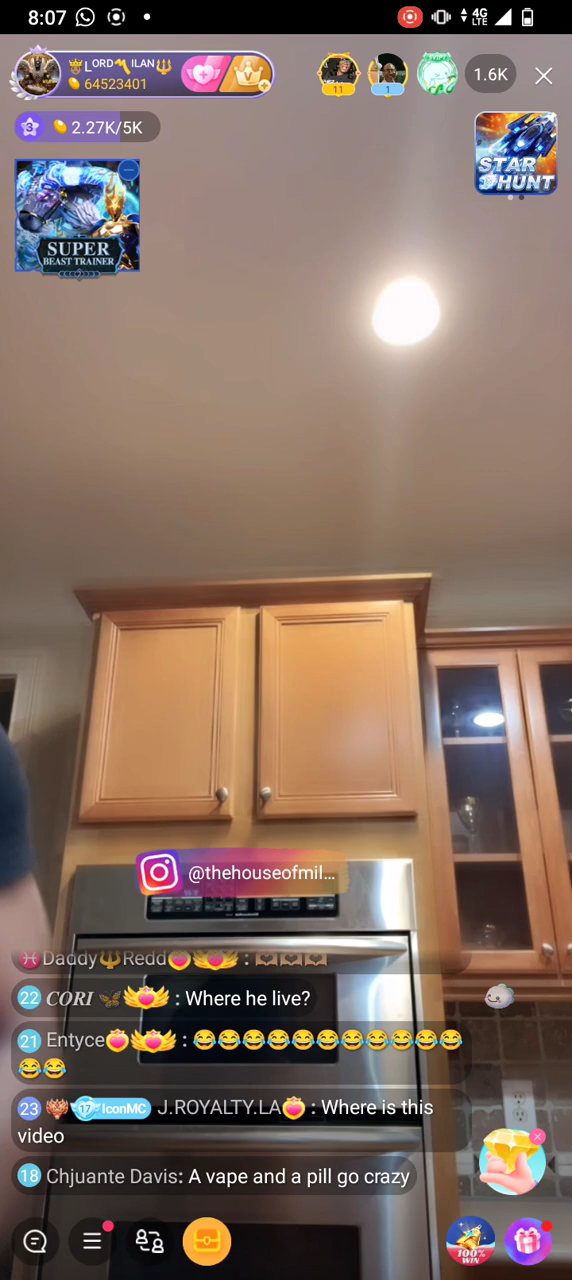 8:07
4G
LTE
Lᴼᴿᴰ ᴹILAN
64523401
11
1
1.6K
3 2.27K/5K
STAR
HUNT
SUPER
BEAST TRAINER
@thehouseofmil...
Daddy🔱Redd :
22 CORI : Where he live?
21 Entyce : 😂😂😂😂😂😂😂😂😂😂😂
😂😂
23 17 IconMC J.ROYALTY.LA : Where is this
video
18 Chjuante Davis: A vape and a pill go crazy
100%
WIN